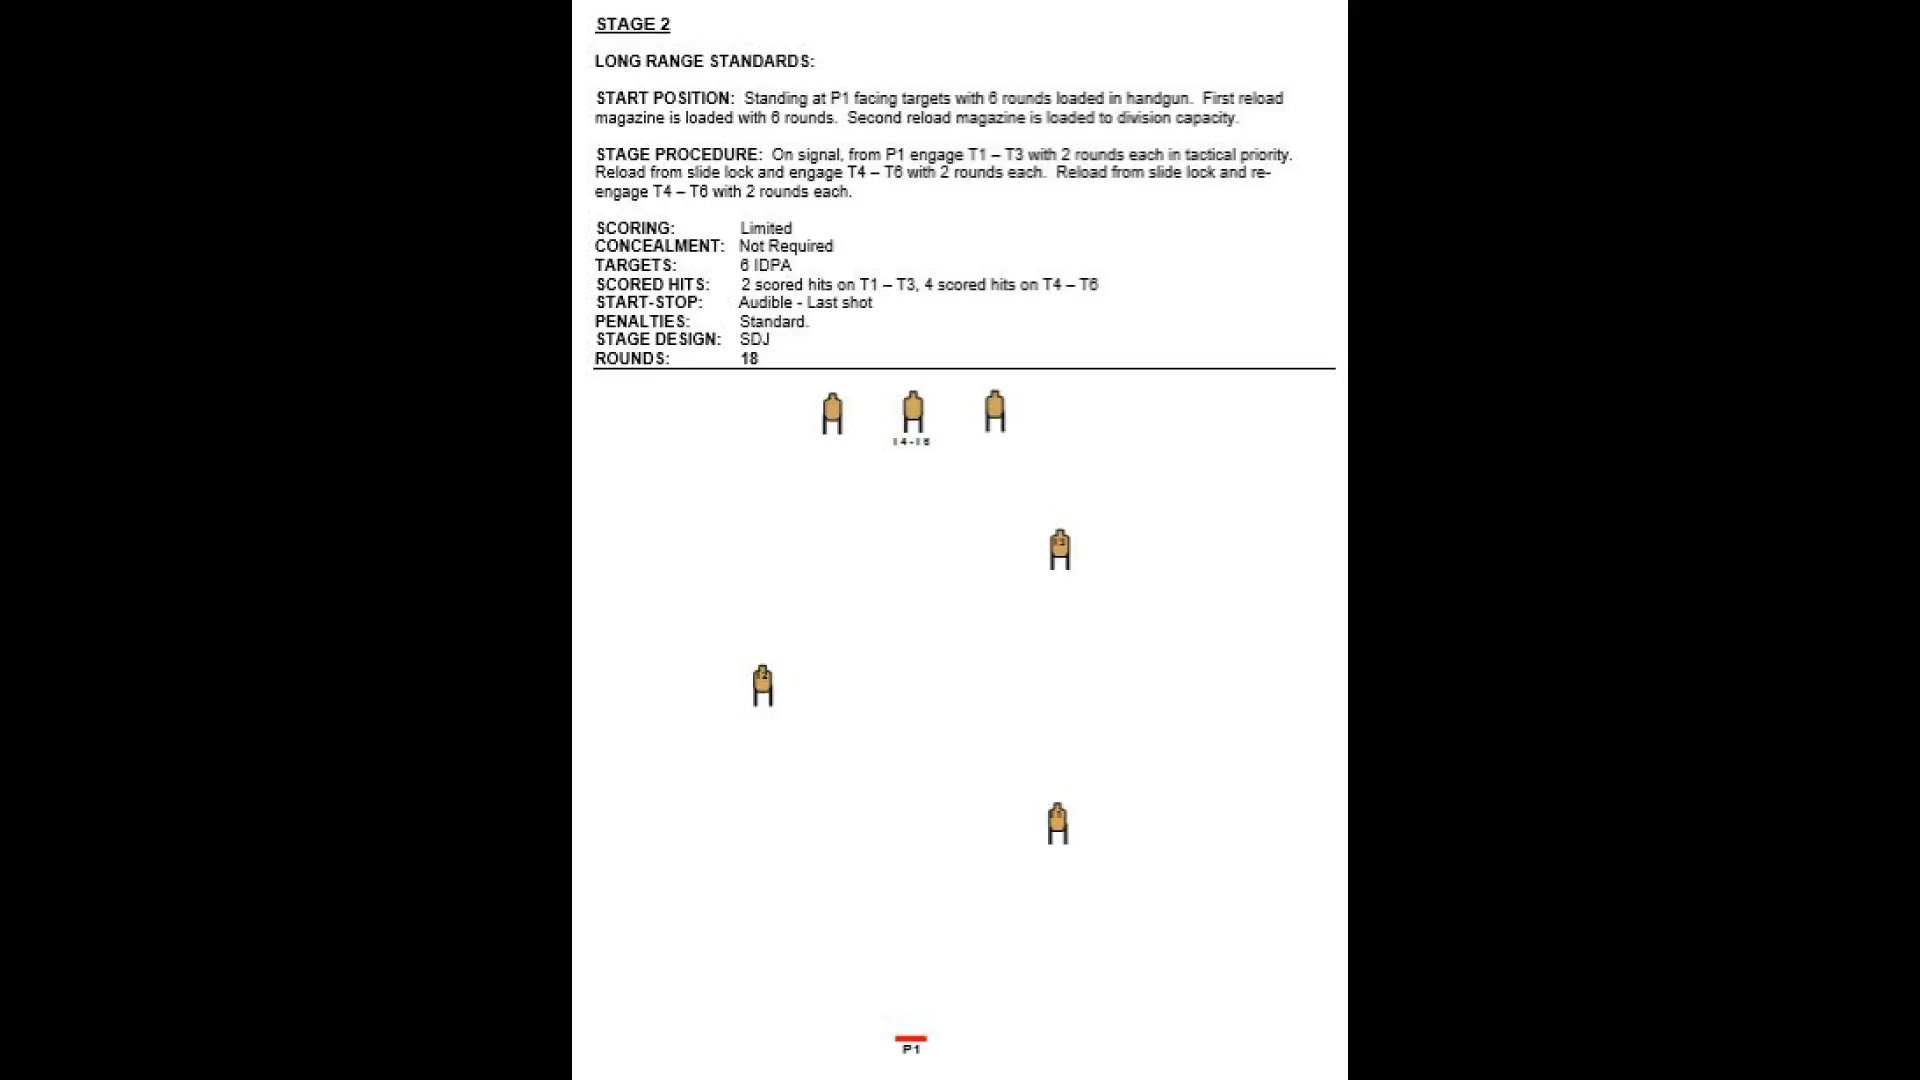 STAGE 2
LONG RANGE STANDARDS:
START POSITION: Standing at P1 facing targets with 6 rounds loaded in handgun. First reload
magazine is loaded with 6 rounds. Second reload magazine is loaded to division capacity.
STAGE PROCEDURE: On signal, from P1 engage T1 – T3 with 2 rounds each in tactical priority.
Reload from slide lock and engage T4 – T6 with 2 rounds each. Reload from slide lock and re-
engage T4 – T6 with 2 rounds each.
SCORING: Limited
CONCEALMENT: Not Required
TARGETS: 6 IDPA
SCORED HITS: 2 scored hits on T1 – T3, 4 scored hits on T4 – T6
START-STOP: Audible - Last shot
PENALTIES: Standard.
STAGE DESIGN: SDJ
ROUNDS: 18
T4-T6
P1